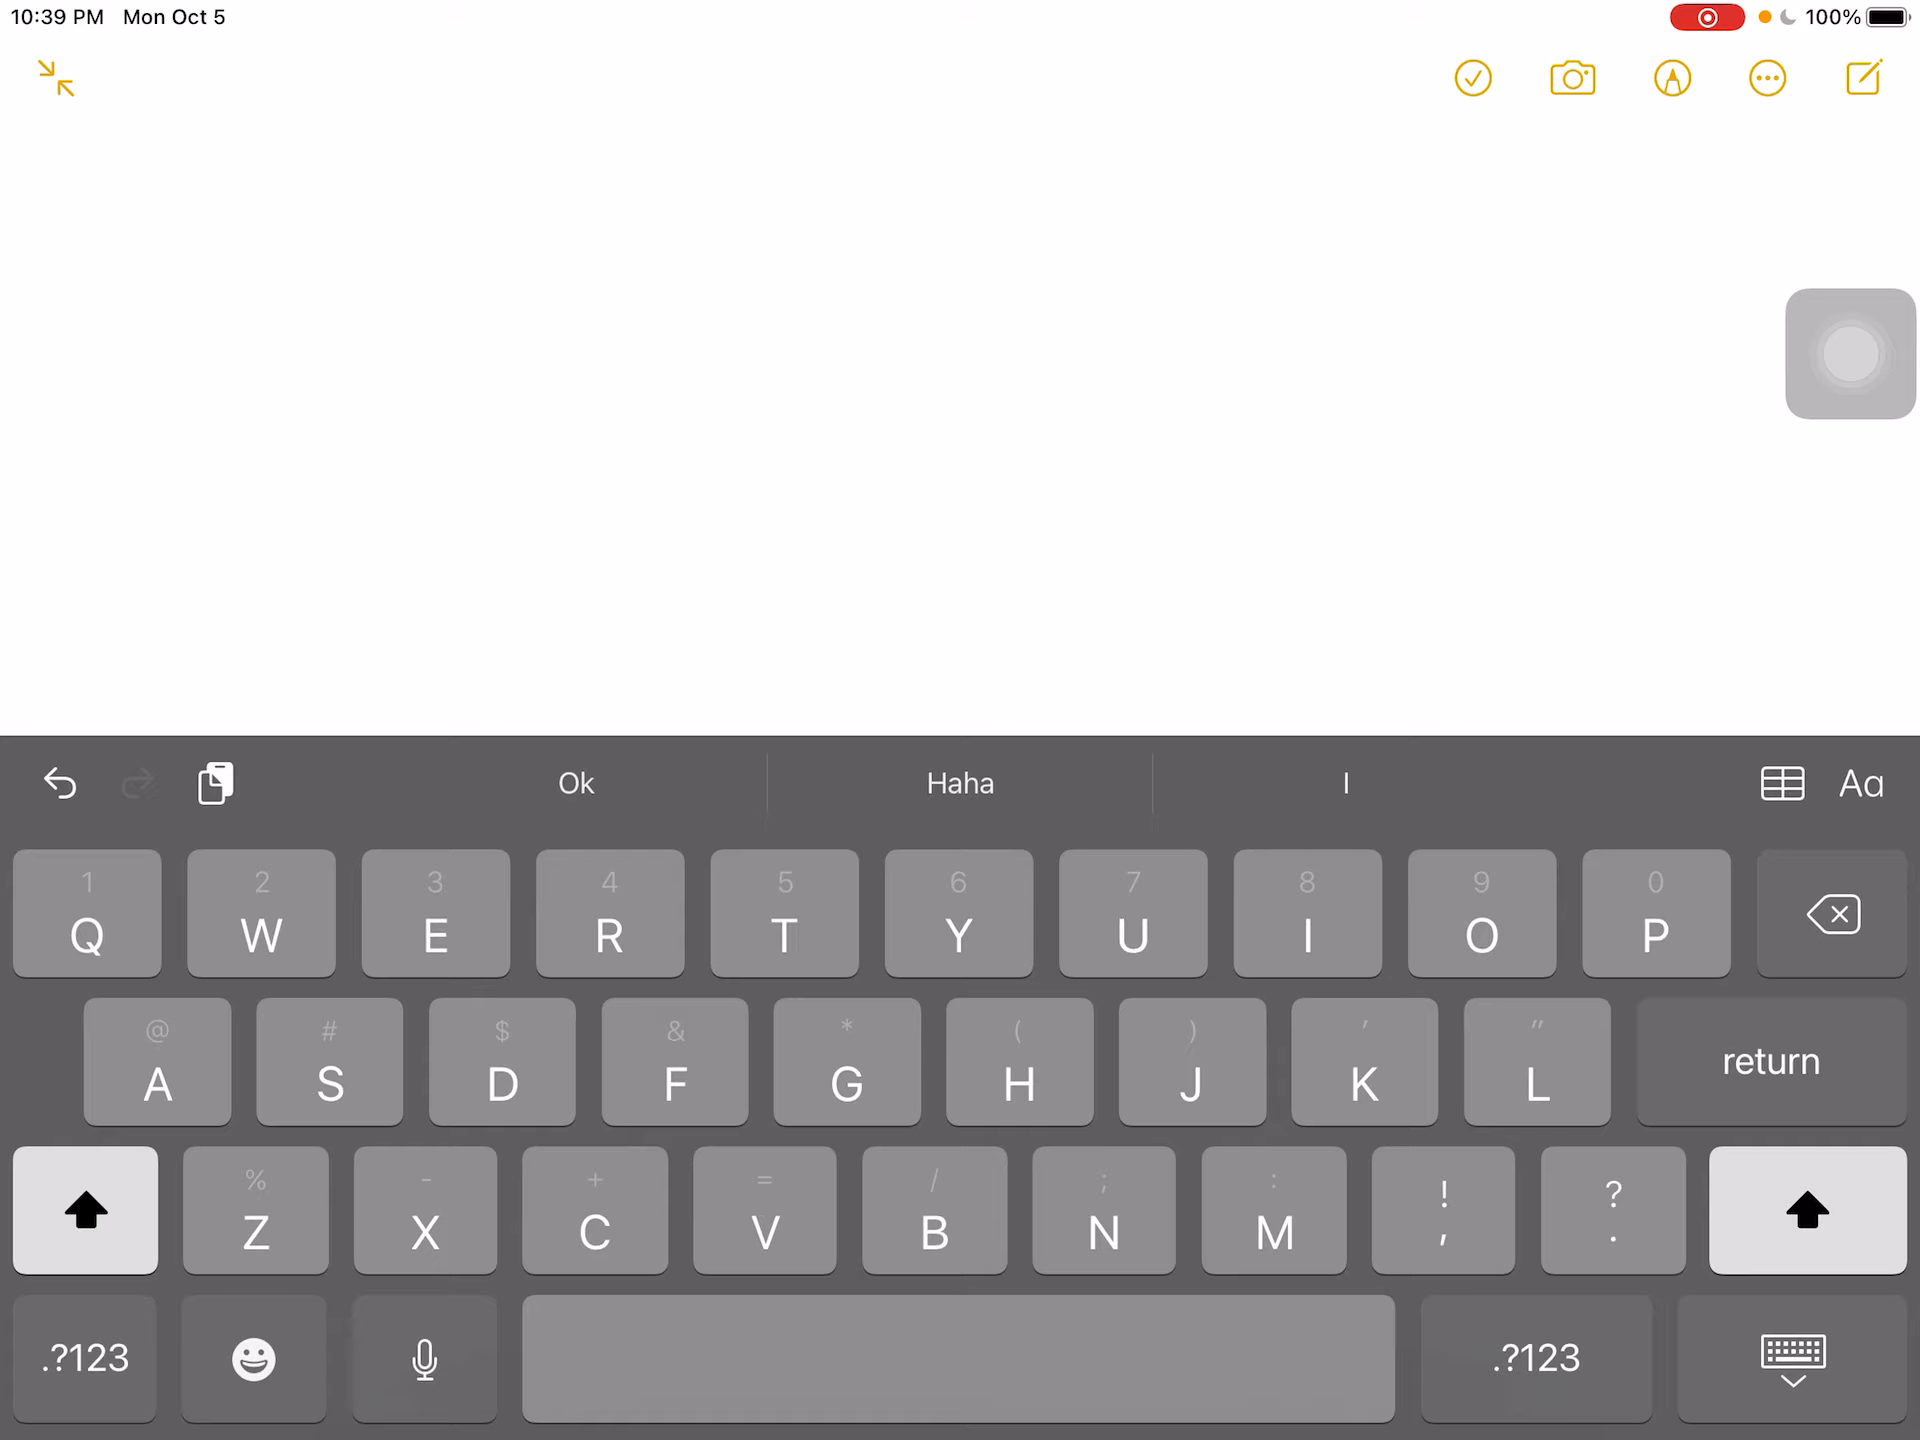 10:39 PM Mon Oct 5 100%
Ok Haha I Aa
1 2 3 4 5 6 7 8 9 0
Q W E R T Y U I O P
@ # $ & * ( ) ' "
A S D F G H J K L return
% - + = / ; : ! ?
Z X C V B N M , .
.?123 .?123